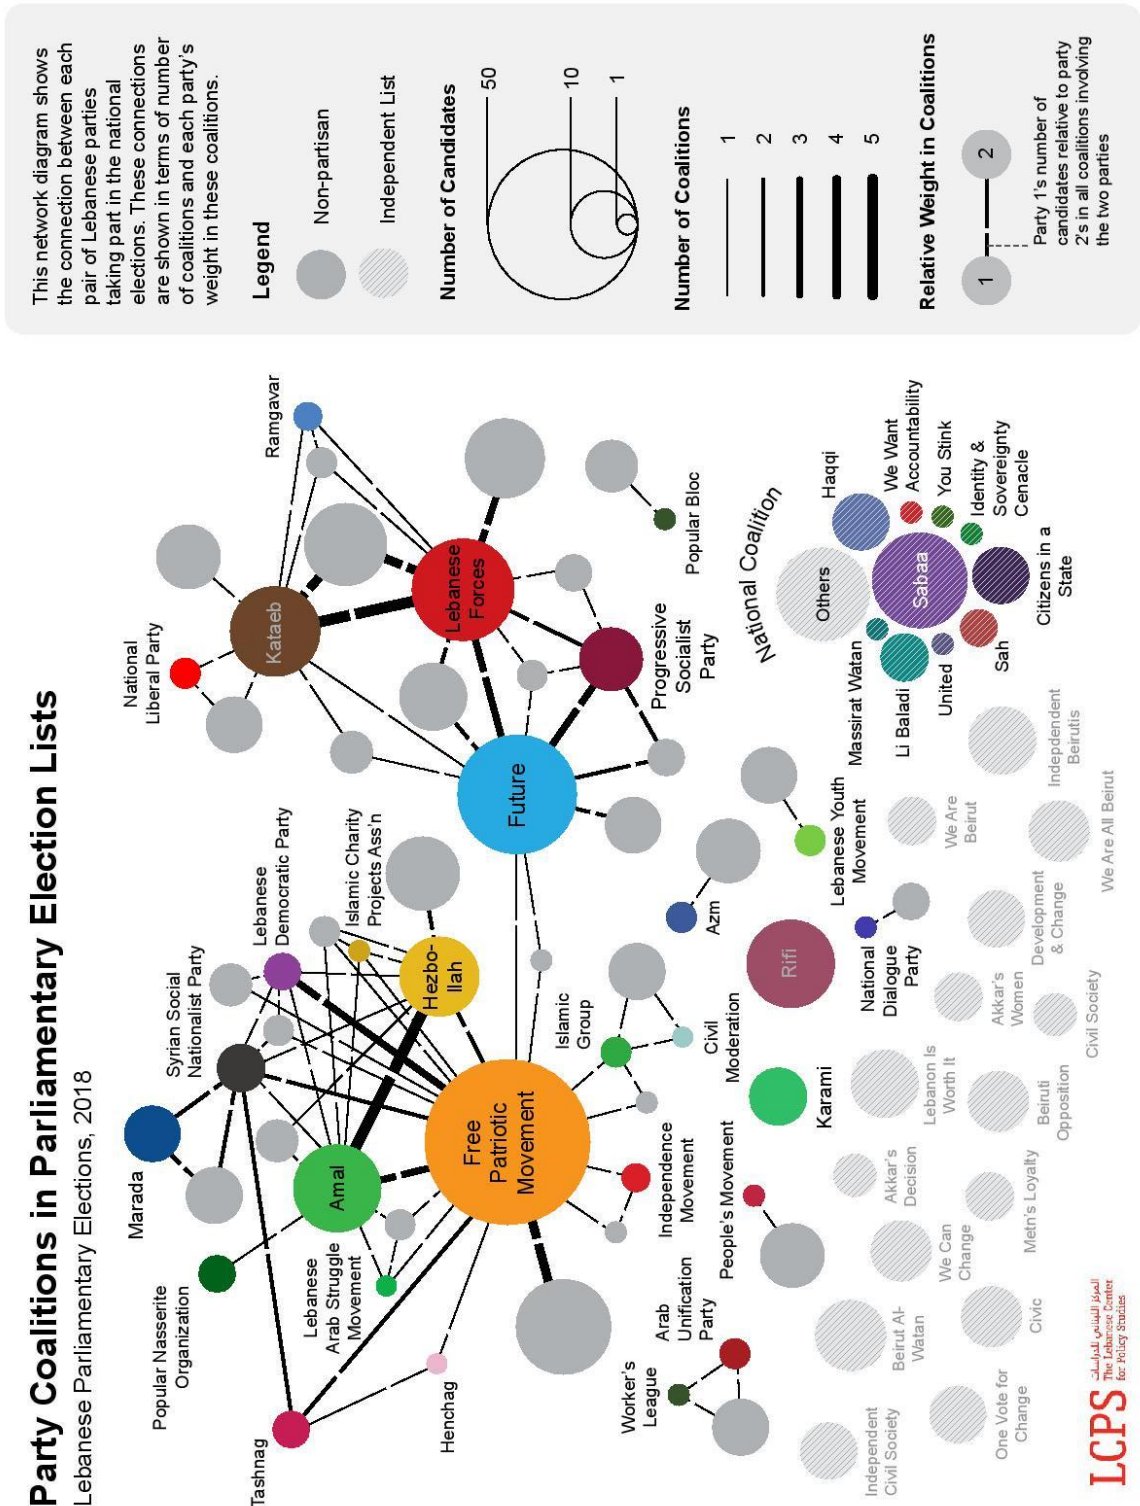 Party Coalitions in Parliamentary Election Lists
Lebanese Parliamentary Elections, 2018
This network diagram shows
the connection between each
pair of Lebanese parties
taking part in the national
elections. These connections
are shown in terms of number
of coalitions and each party's
weight in these coalitions.
Legend
Non-partisan
Independent List
Number of Candidates
50
10
1
Number of Coalitions
1
2
3
4
5
Relative Weight in Coalitions
1
2
Party 1's number of
candidates relative to party
2's in all coalitions involving
the two parties
Tashnag
Popular Nasserite
Organization
Marada
Syrian Social
Nationalist Party
Lebanese
Democratic Party
Islamic Charity
Projects Ass'n
National
Liberal Party
Kataeb
Ramgavar
Henchag
Lebanese
Arab Struggle
Movement
Amal
Hezbo-
llah
Free
Patriotic
Movement
Future
Lebanese
Forces
Progressive
Socialist
Party
Popular Bloc
Worker's
League
Arab
Unification
Party
Independence
Movement
People's Movement
Islamic
Group
Civil
Moderation
Karami
Rifi
Azm
Lebanese Youth
Movement
National
Dialogue
Party
National Coalition
Others
Haqqi
We Want
Accountability
You Stink
Identity &
Sovereignty
Cenacle
Citizens in a
State
Sabaa
Sah
United
Li Baladi
Massirat Watan
Independent
Civil Society
One Vote for
Change
Beirut Al-
Watan
Civic
We Can
Change
Akkar's
Decision
Metn's Loyalty
Lebanon Is
Worth It
Beiruti
Opposition
Akkar's
Women
Civil Society
Development
& Change
We Are
Beirut
We Are All Beirut
Indepdendent
Beirutis
LCPS
المركز اللبناني للدراسات
The Lebanese Center
for Policy Studies